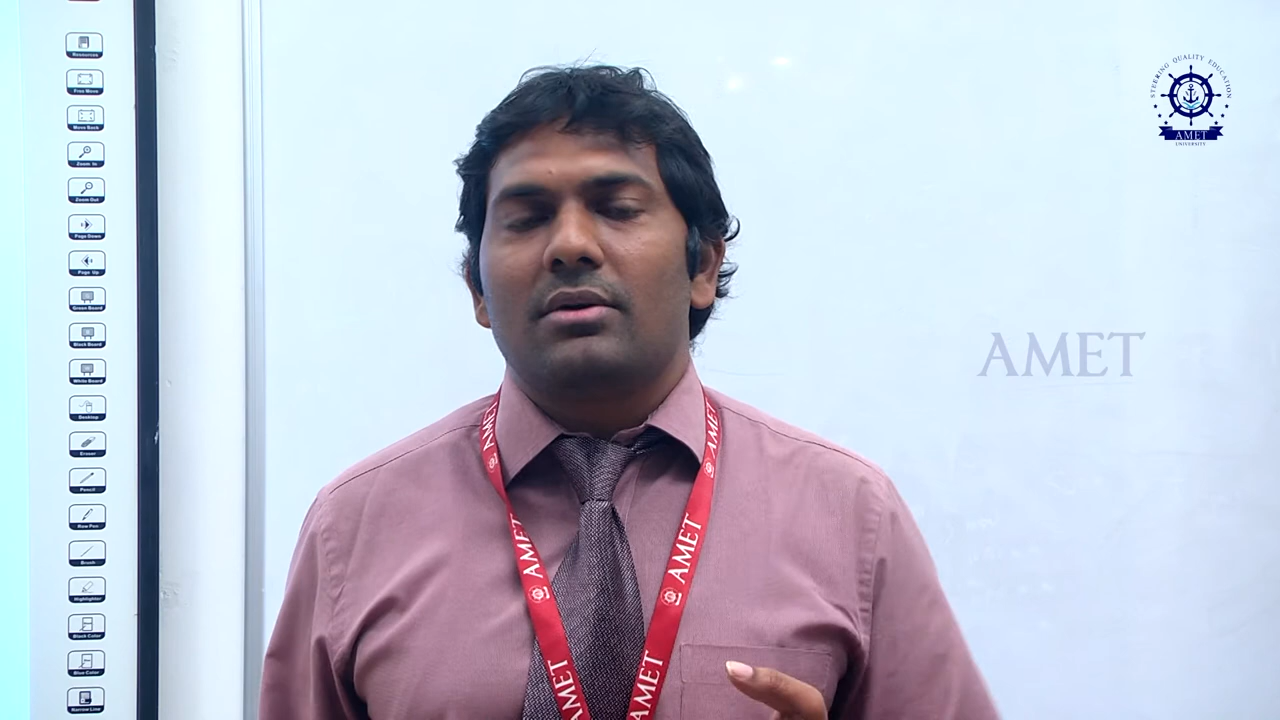 Resources
Free Move
Move Back
Zoom In
Zoom Out
Page Down
Page Up
Green Board
Black Board
White Board
Desktop
Eraser
Pencil
Brush
Highlighter
Black Color
Blue Color
Narrow Line
AMET
AMET
AMET
AMET
AMET
AMET
STEERING QUALITY EDUCATION
AMET
UNIVERSITY
AMET